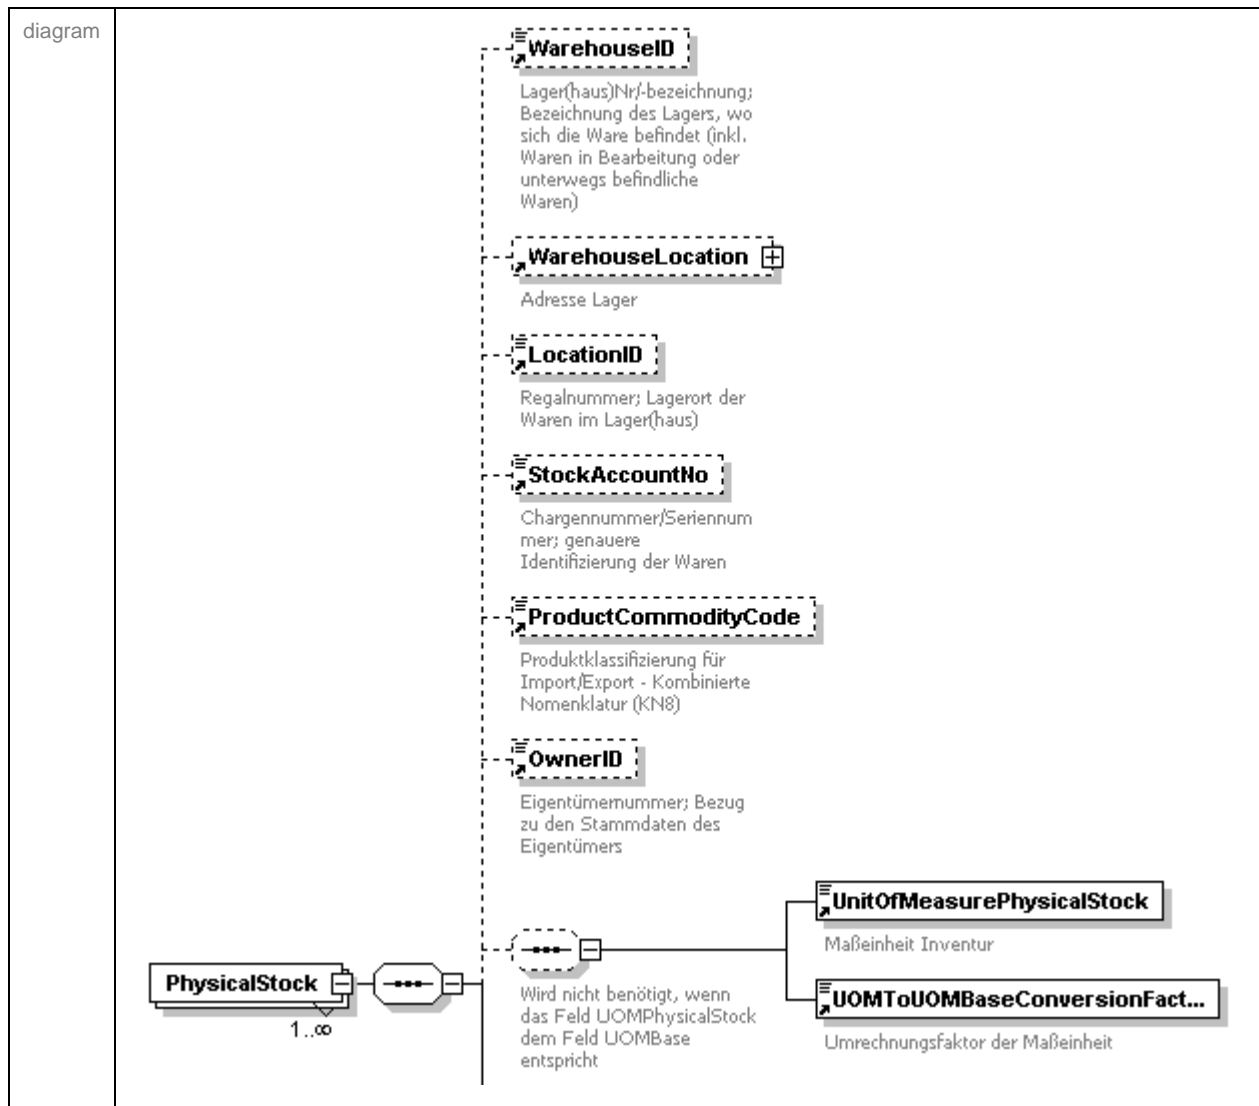 diagram
WarehouseID
Lager(haus)Nr/-bezeichnung;
Bezeichnung des Lagers, wo
sich die Ware befindet (inkl.
Waren in Bearbeitung oder
unterwegs befindliche
Waren)
WarehouseLocation
Adresse Lager
LocationID
Regalnummer; Lagerort der
Waren im Lager(haus)
StockAccountNo
Chargennummer/Seriennum
mer; genauere
Identifizierung der Waren
ProductCommodityCode
Produktklassifizierung für
Import/Export - Kombinierte
Nomenklatur (KN8)
OwnerID
Eigentümernummer; Bezug
zu den Stammdaten des
Eigentümers
UnitOfMeasurePhysicalStock
Maßeinheit Inventur
PhysicalStock
1..∞
Wird nicht benötigt, wenn
das Feld UOMPhysicalStock
dem Feld UOMBase
entspricht
UOMToUOMBaseConversionFact...
Umrechnungsfaktor der Maßeinheit